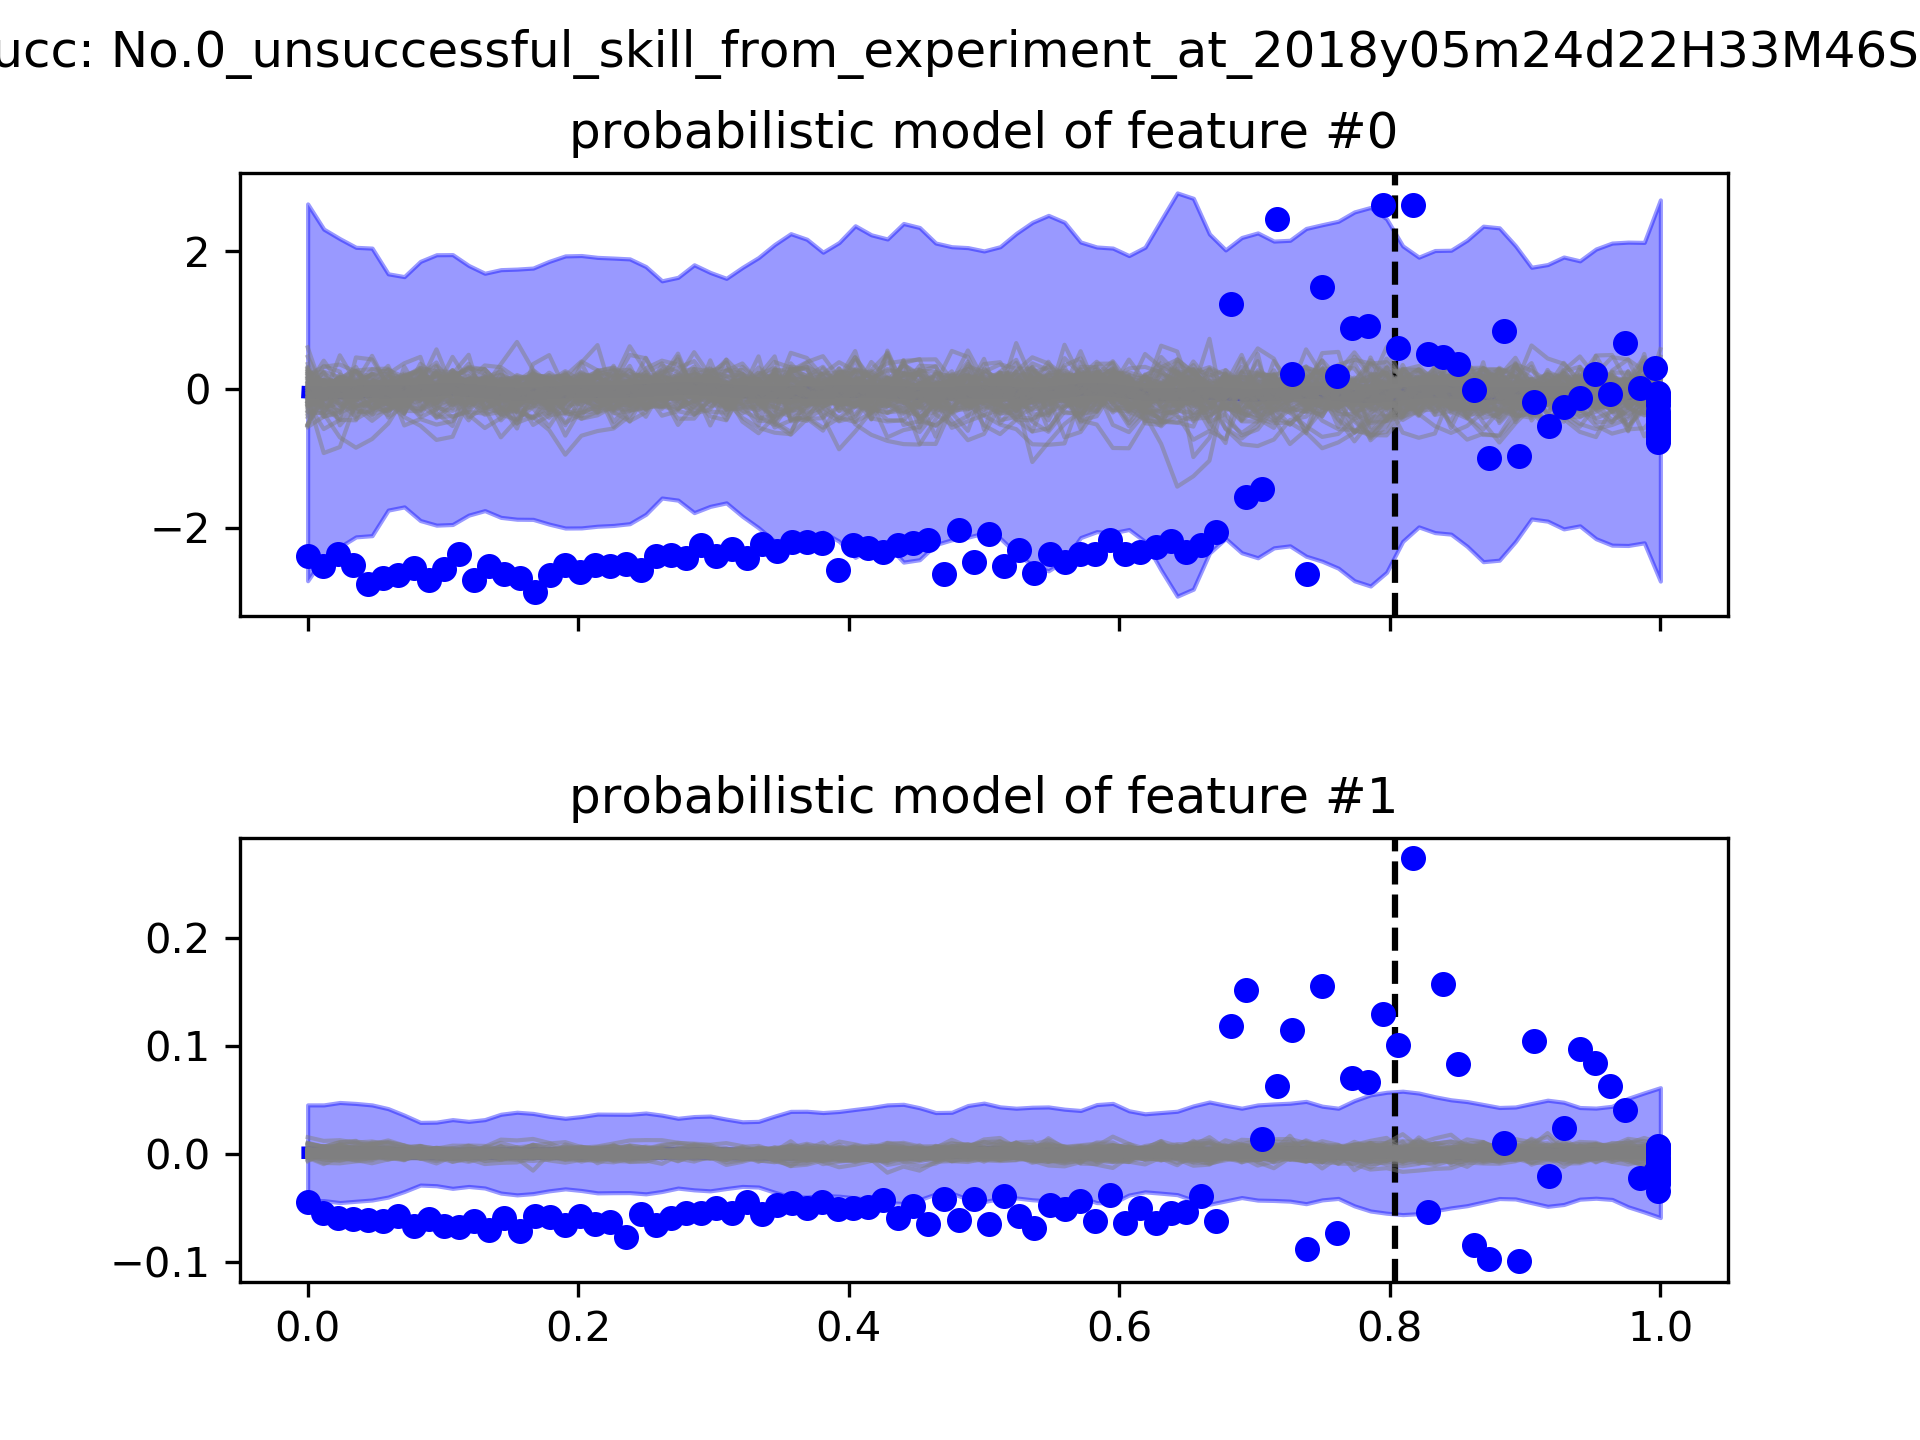 ucc: No.0_unsuccessful_skill_from_experiment_at_2018y05m24d22H33M46S
probabilistic model of feature #0
2
0
−2
probabilistic model of feature #1
0.2
0.1
0.0
−0.1
0.0 0.2 0.4 0.6 0.8 1.0